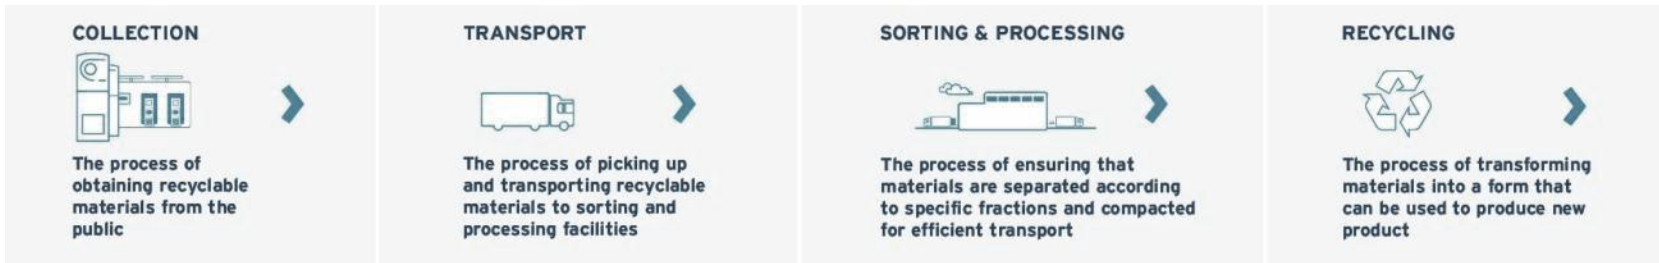 COLLECTION
The process of
obtaining recyclable
materials from the
public
TRANSPORT
The process of picking up
and transporting recyclable
materials to sorting and
processing facilities
SORTING & PROCESSING
The process of ensuring that
materials are separated according
to specific fractions and compacted
for efficient transport
RECYCLING
The process of transforming
materials into a form that
can be used to produce new
product